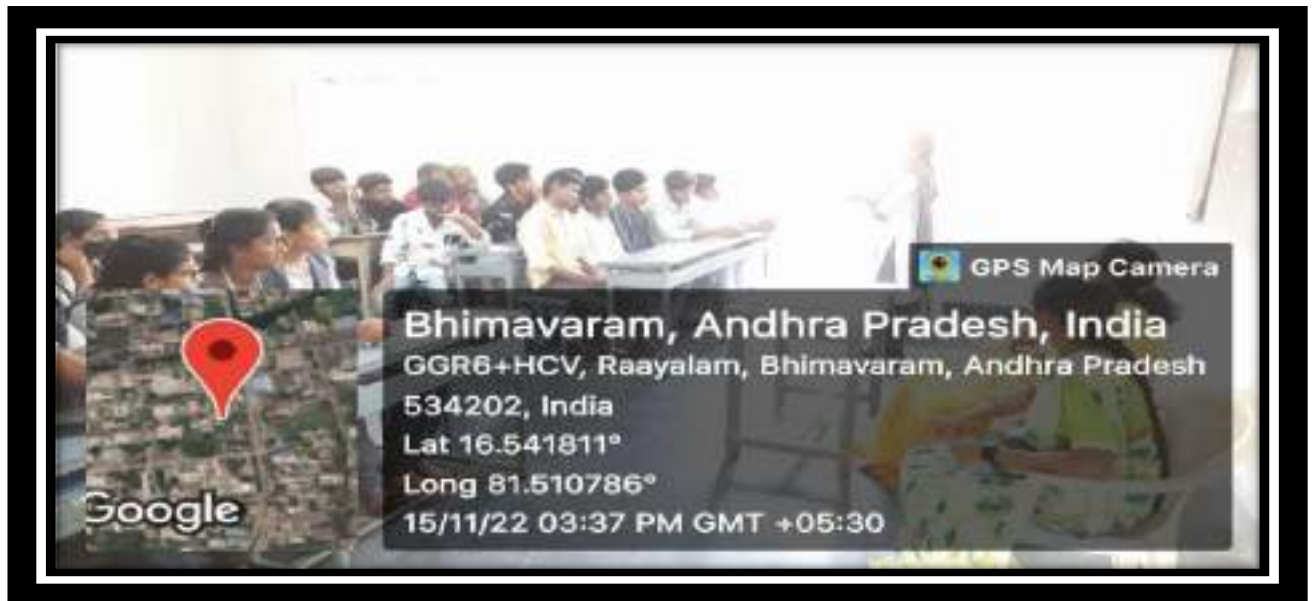 GPS Map Camera
Bhimavaram, Andhra Pradesh, India
GGR6+HCV, Raayalam, Bhimavaram, Andhra Pradesh
534202, India
Lat 16.541811°
Long 81.510786°
15/11/22 03:37 PM GMT +05:30
Google